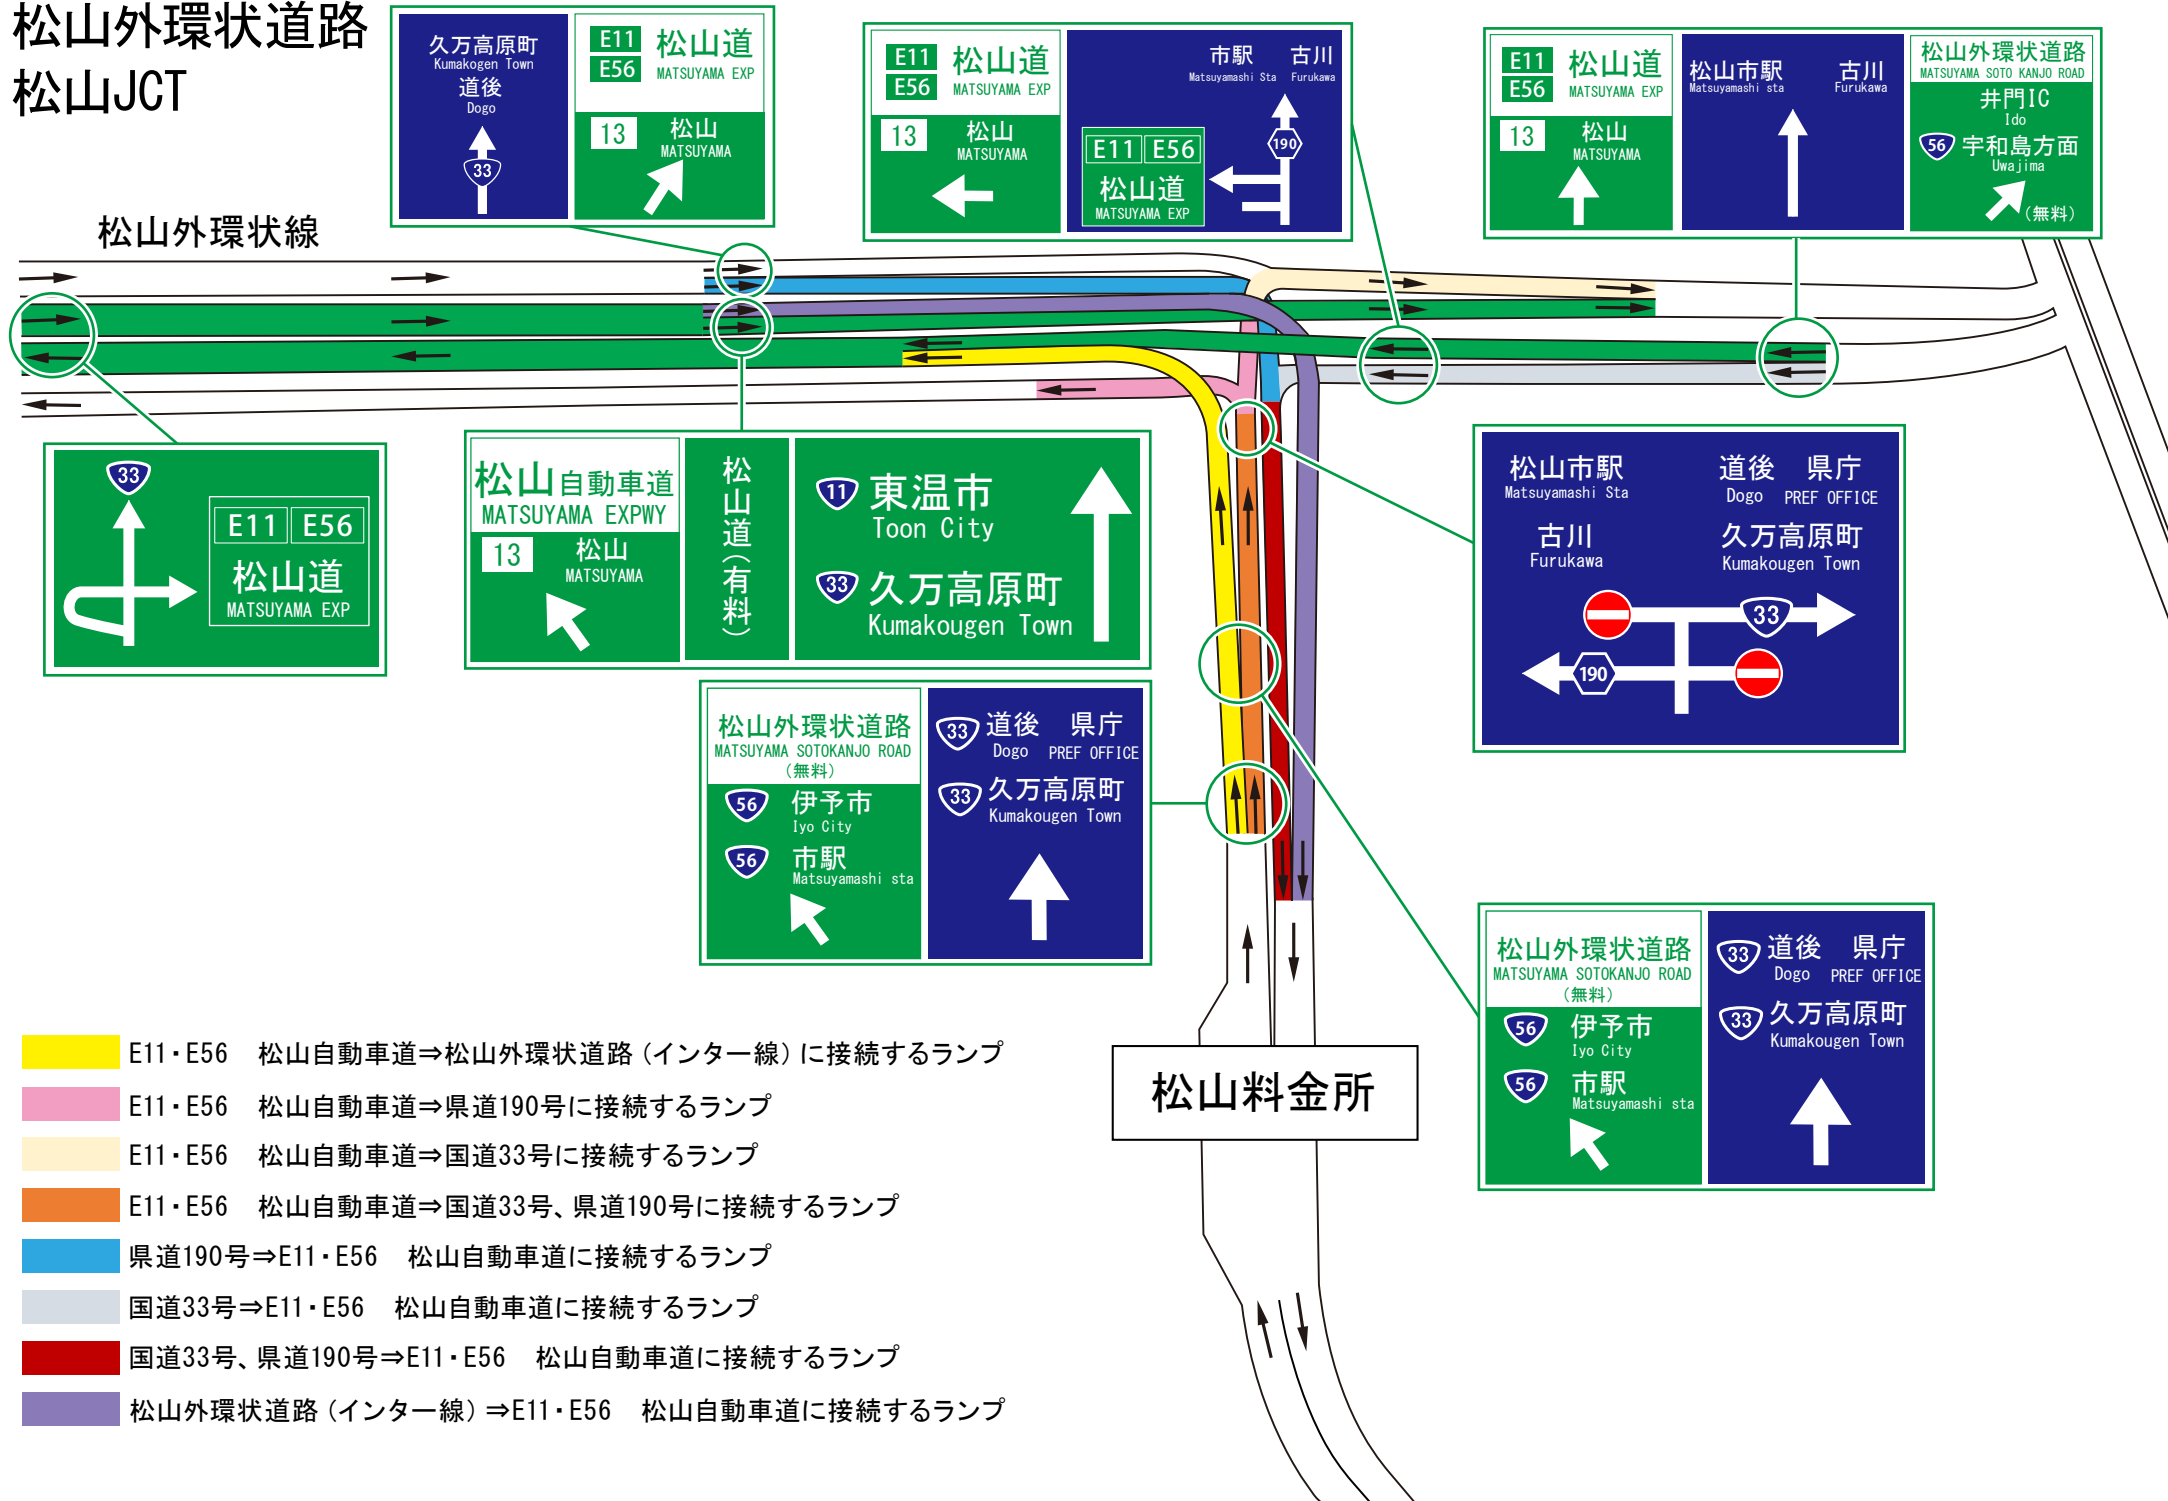 松山外環状道路
松山JCT
久万高原町
Kumakogen Town
道後
Dogo
33
E11
E56
松山道
MATSUYAMA EXP
13
松山
MATSUYAMA
E11
E56
松山道
MATSUYAMA EXP
13
松山
MATSUYAMA
市駅 古川
Matsuyamashi Sta Furukawa
190
E11 E56
松山道
MATSUYAMA EXP
E11
E56
松山道
MATSUYAMA EXP
13
松山
MATSUYAMA
松山市駅 古川
Matsuyamashi sta Furukawa
松山外環状道路
MATSUYAMA SOTO KANJO ROAD
井門IC
Ido
56 宇和島方面
Uwajima
(無料)
松山外環状線
33
E11 E56
松山道
MATSUYAMA EXP
松山自動車道
MATSUYAMA EXPWY
13
松山
MATSUYAMA
松山道(有料)
11 東温市
Toon City
33 久万高原町
Kumakougen Town
松山市駅 道後 県庁
Matsuyamashi Sta Dogo PREF OFFICE
古川 久万高原町
Furukawa Kumakougen Town
33
190
松山外環状道路
MATSUYAMA SOTOKANJO ROAD
(無料)
56 伊予市
Iyo City
56 市駅
Matsuyamashi sta
33 道後 県庁
Dogo PREF OFFICE
33 久万高原町
Kumakougen Town
松山外環状道路
MATSUYAMA SOTOKANJO ROAD
(無料)
56 伊予市
Iyo City
56 市駅
Matsuyamashi sta
33 道後 県庁
Dogo PREF OFFICE
33 久万高原町
Kumakougen Town
松山料金所
E11・E56 松山自動車道⇒松山外環状道路(インター線)に接続するランプ
E11・E56 松山自動車道⇒県道190号に接続するランプ
E11・E56 松山自動車道⇒国道33号に接続するランプ
E11・E56 松山自動車道⇒国道33号、県道190号に接続するランプ
県道190号⇒E11・E56 松山自動車道に接続するランプ
国道33号⇒E11・E56 松山自動車道に接続するランプ
国道33号、県道190号⇒E11・E56 松山自動車道に接続するランプ
松山外環状道路(インター線)⇒E11・E56 松山自動車道に接続するランプ